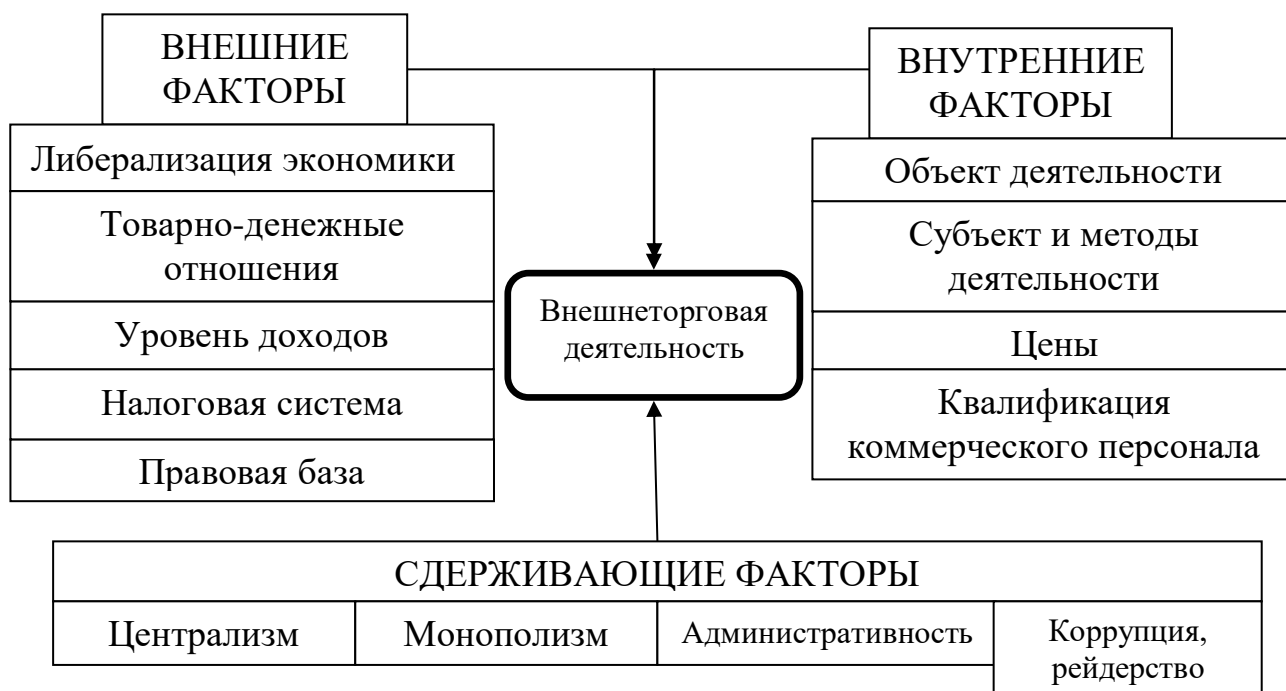 ВНЕШНИЕ
ФАКТОРЫ
Либерализация экономики
Товарно-денежные
отношения
Уровень доходов
Налоговая система
Правовая база
Внешнеторговая
деятельность
ВНУТРЕННИЕ
ФАКТОРЫ
Объект деятельности
Субъект и методы
деятельности
Цены
Квалификация
коммерческого персонала
СДЕРЖИВАЮЩИЕ ФАКТОРЫ
Централизм
Монополизм
Административность
Коррупция,
рейдерство